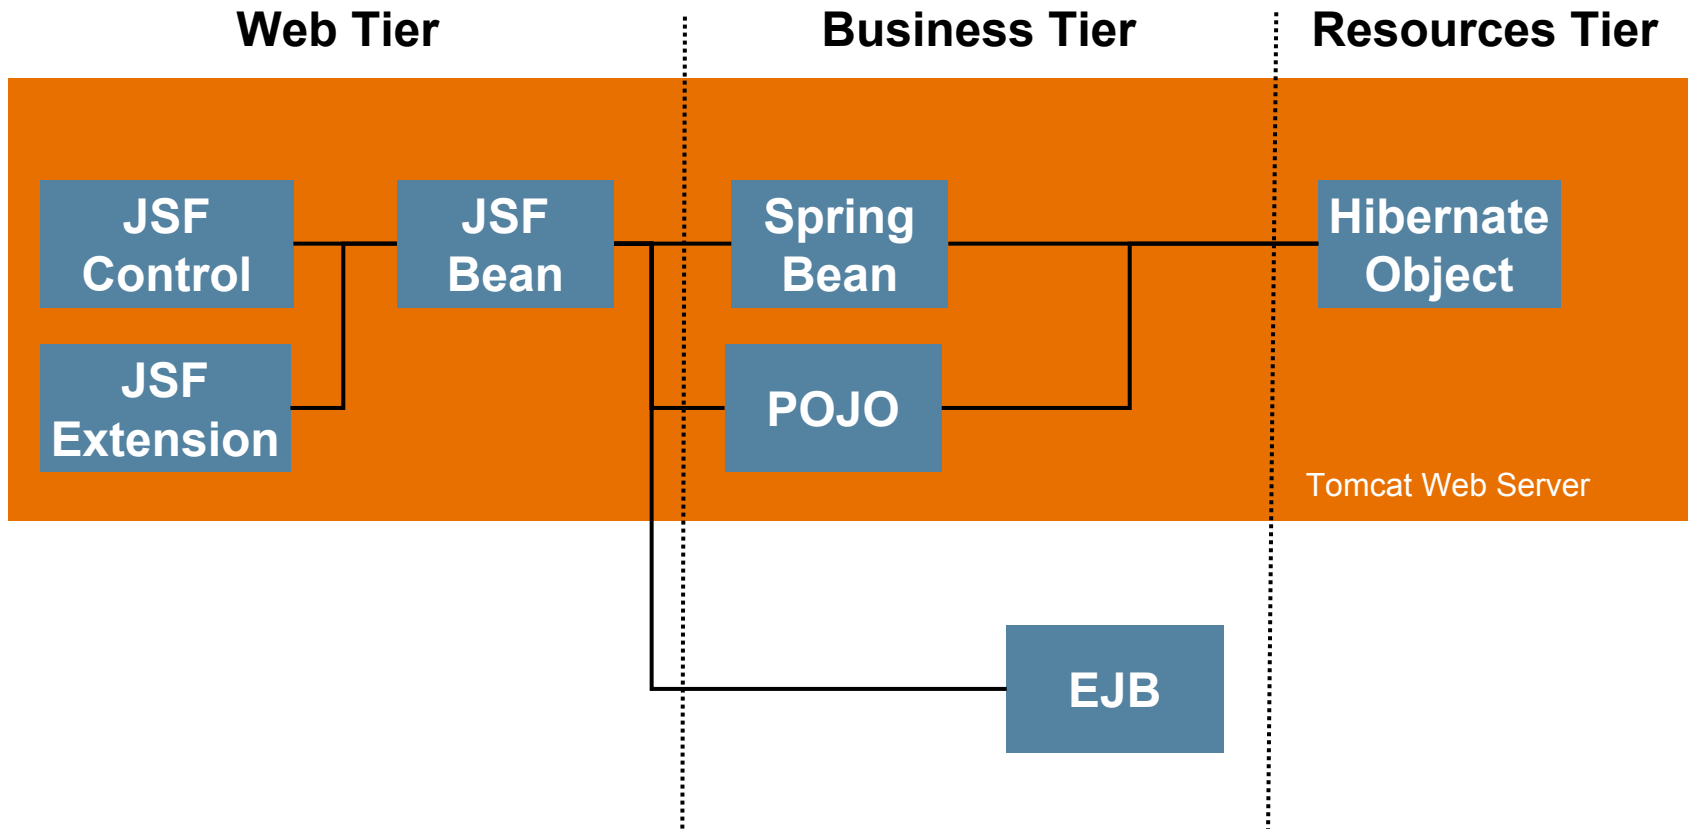 Web Tier
Business Tier
Resources Tier
JSF
Control
JSF
Bean
Spring
Bean
Hibernate
Object
JSF
Extension
POJO
Tomcat Web Server
EJB